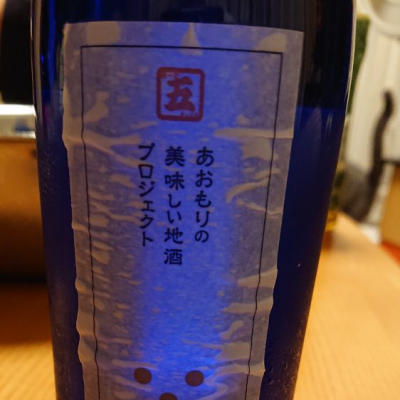 五
あおもりの
美味しい地酒
プロジェクト